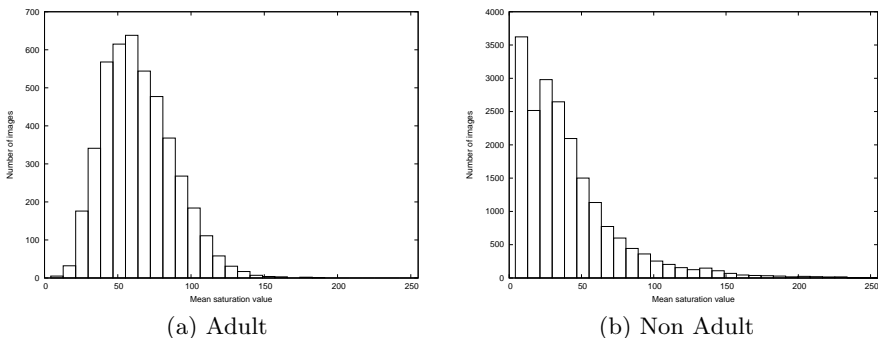 700
600
500
400
300
200
100
0
Number of images
0 50 100 150 200 250
Mean saturation value
(a) Adult
4000
3500
3000
2500
2000
1500
1000
500
0
Number of images
0 50 100 150 200 250
Mean saturation value
(b) Non Adult